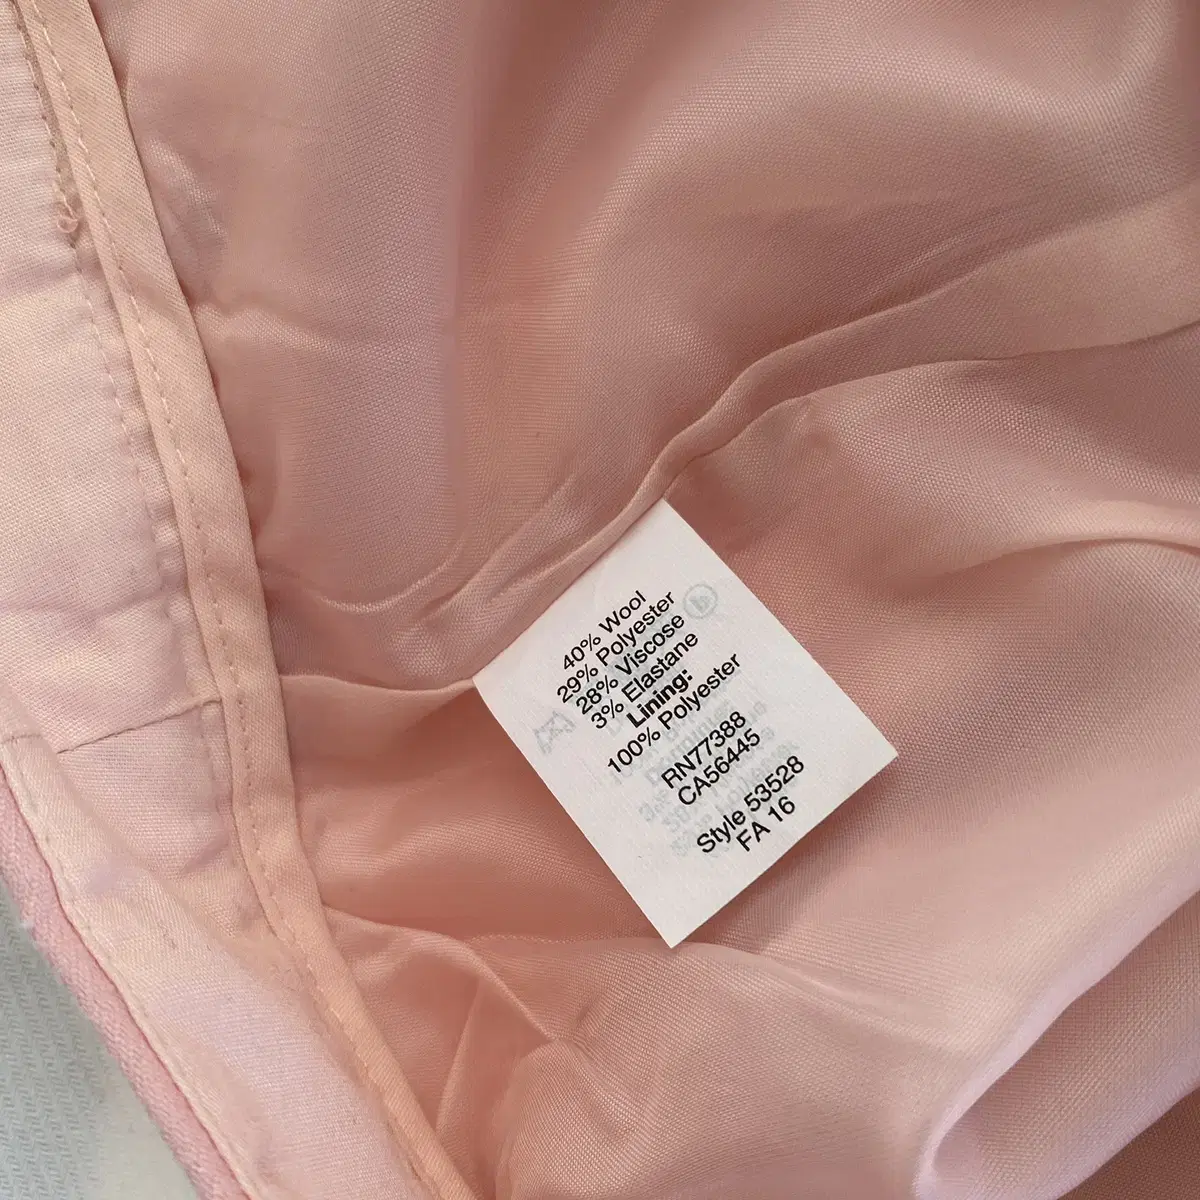 40% Wool
29% Polyester
28% Viscose
3% Elastane
Lining:
100% Polyester
RN77388
CA56445
Style 53528
FA 16